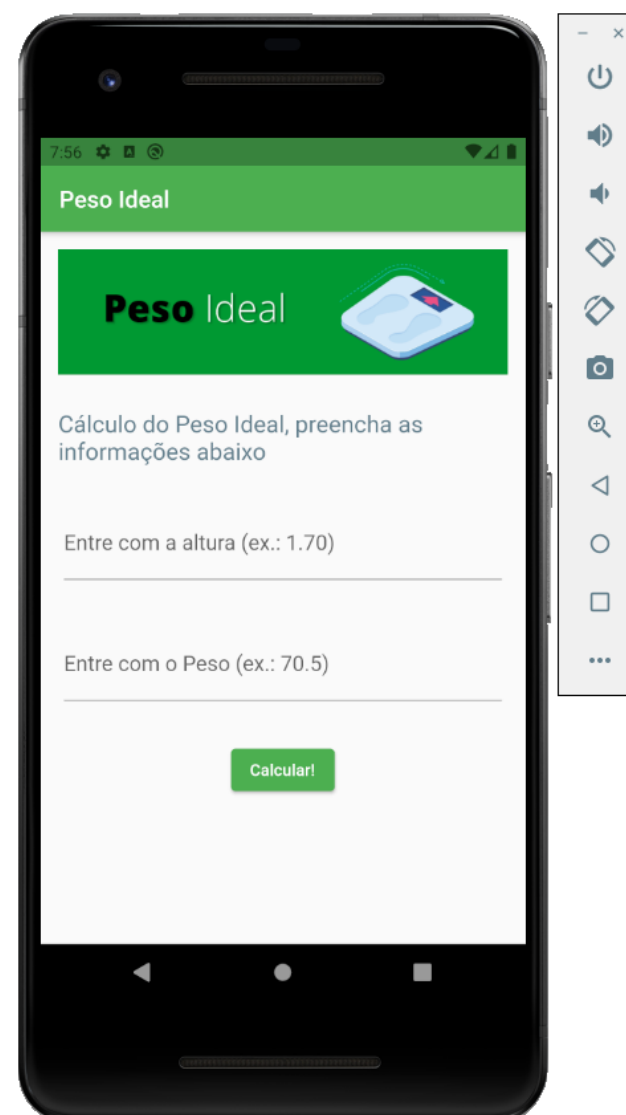 7:56
Peso Ideal
Peso Ideal
Cálculo do Peso Ideal, preencha as
informações abaixo
Entre com a altura (ex.: 1.70)
Entre com o Peso (ex.: 70.5)
Calcular!